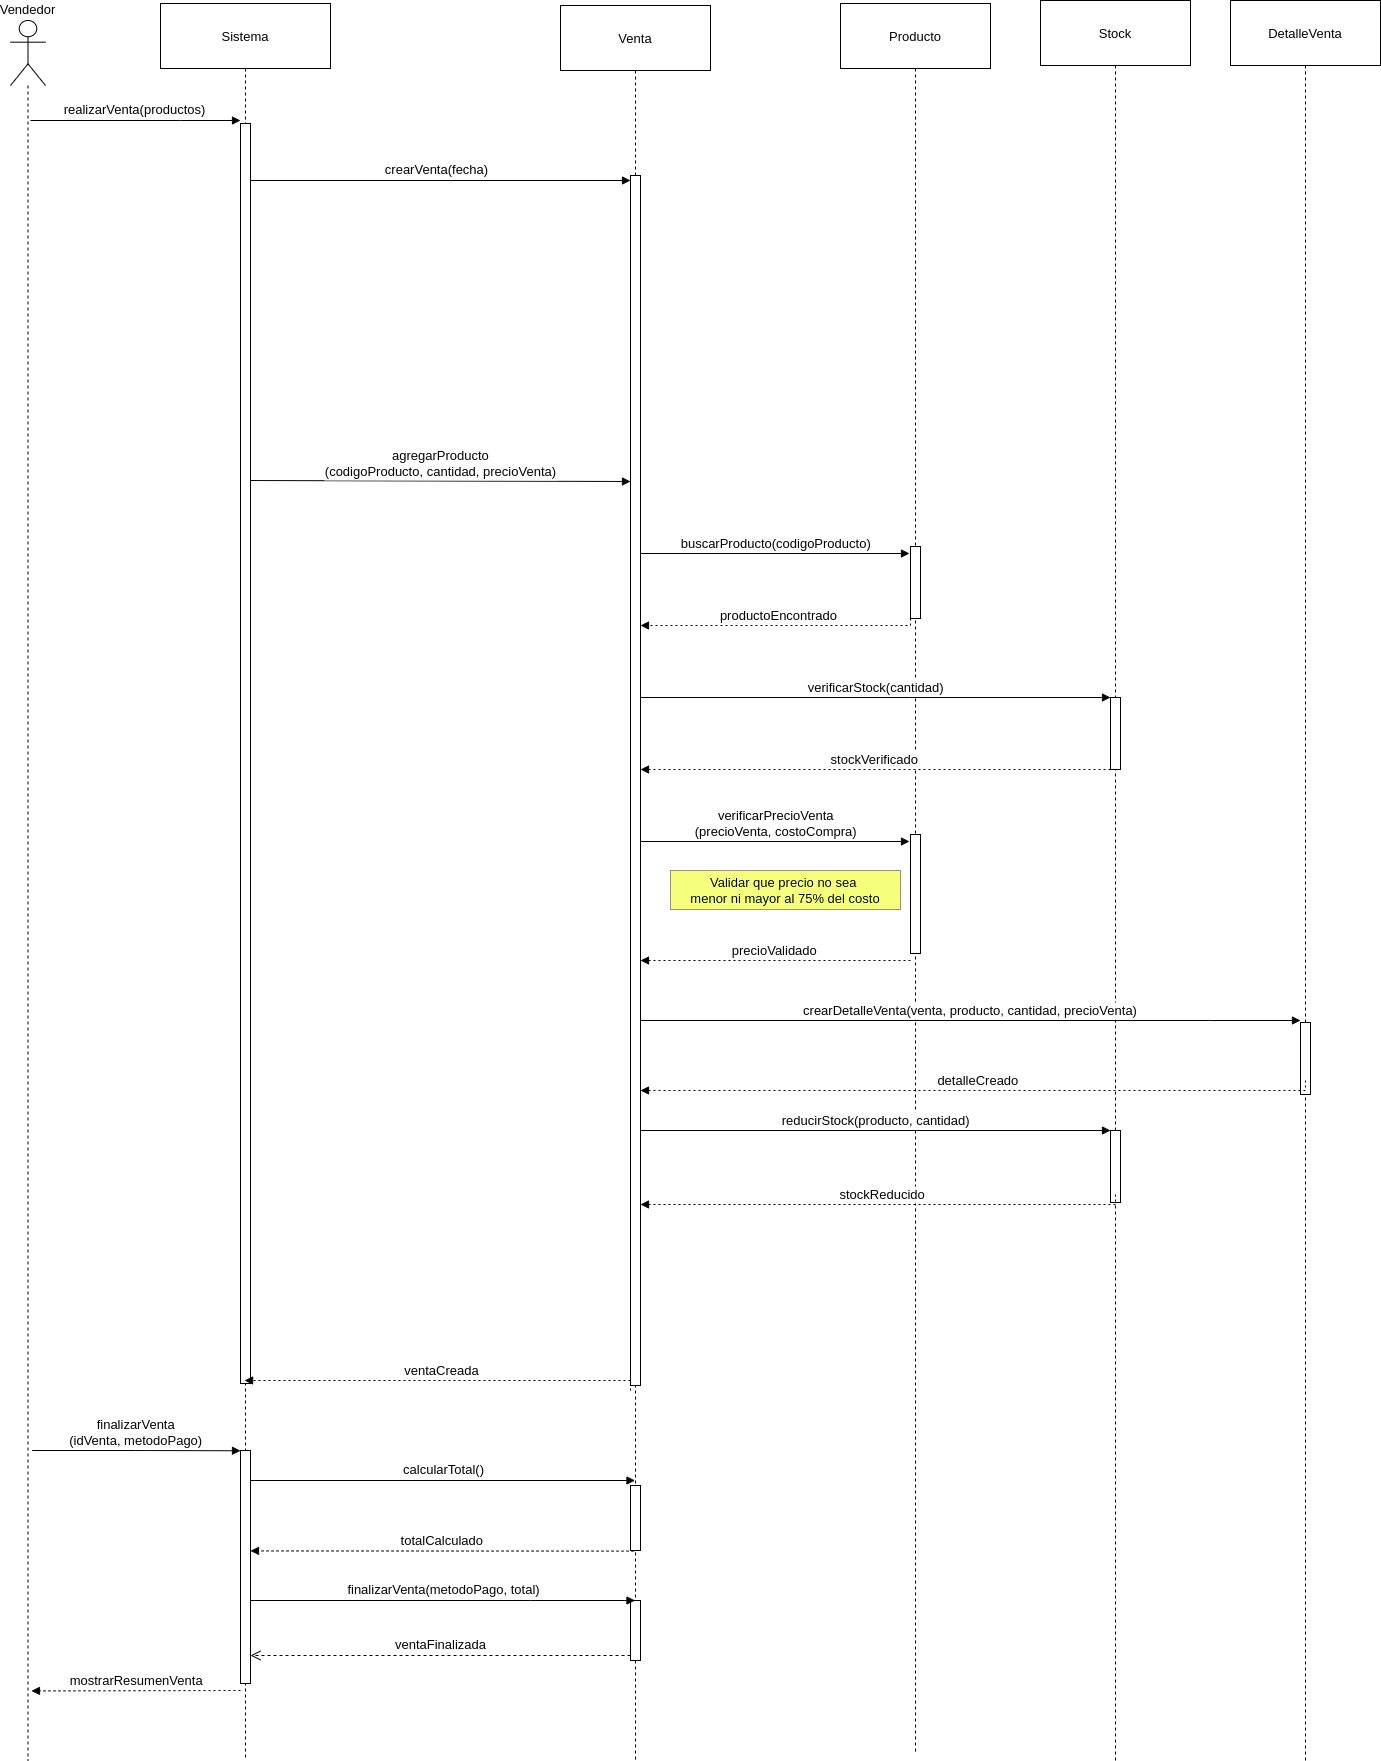 Vendedor
Sistema
Venta
Producto
Stock
DetalleVenta
realizarVenta(productos)
crearVenta(fecha)
agregarProducto
(codigoProducto, cantidad, precioVenta)
buscarProducto(codigoProducto)
productoEncontrado
verificarStock(cantidad)
stockVerificado
verificarPrecioVenta
(precioVenta, costoCompra)
Validar que precio no sea
menor ni mayor al 75% del costo
precioValidado
crearDetalleVenta(venta, producto, cantidad, precioVenta)
detalleCreado
reducirStock(producto, cantidad)
stockReducido
ventaCreada
finalizarVenta
(idVenta, metodoPago)
calcularTotal()
totalCalculado
finalizarVenta(metodoPago, total)
ventaFinalizada
mostrarResumenVenta